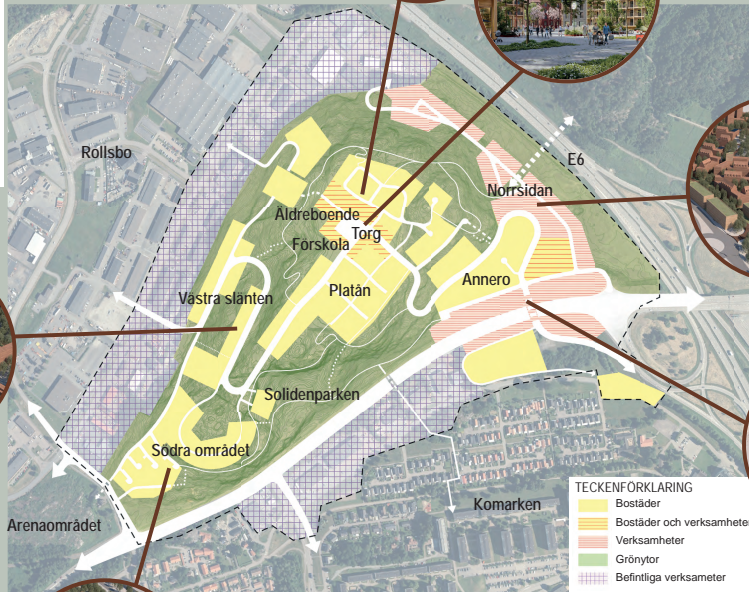 Rollsbo
E6
Norrsidan
Äldreboende
Torg
Förskola
Annero
Platån
Västra slänten
Solidenparken
Södra området
Komarken
Arenaområdet
TECKENFÖRKLARING
Bostäder
Bostäder och verksamheter
Verksamheter
Grönytor
Befintliga verksameter